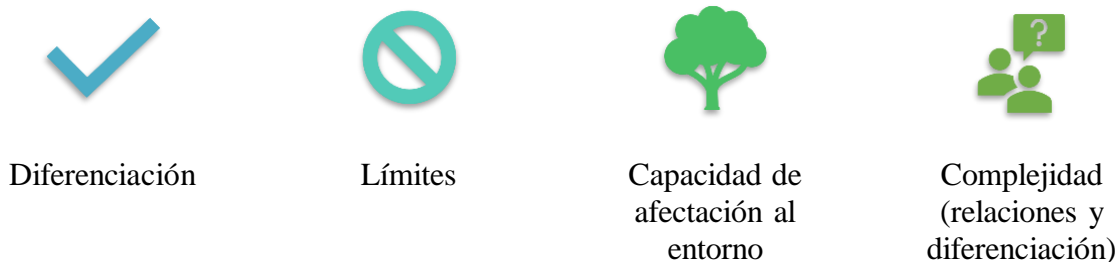 ?
Diferenciación
Límites
Capacidad de
afectación al
entorno
Complejidad
(relaciones y
diferenciación)